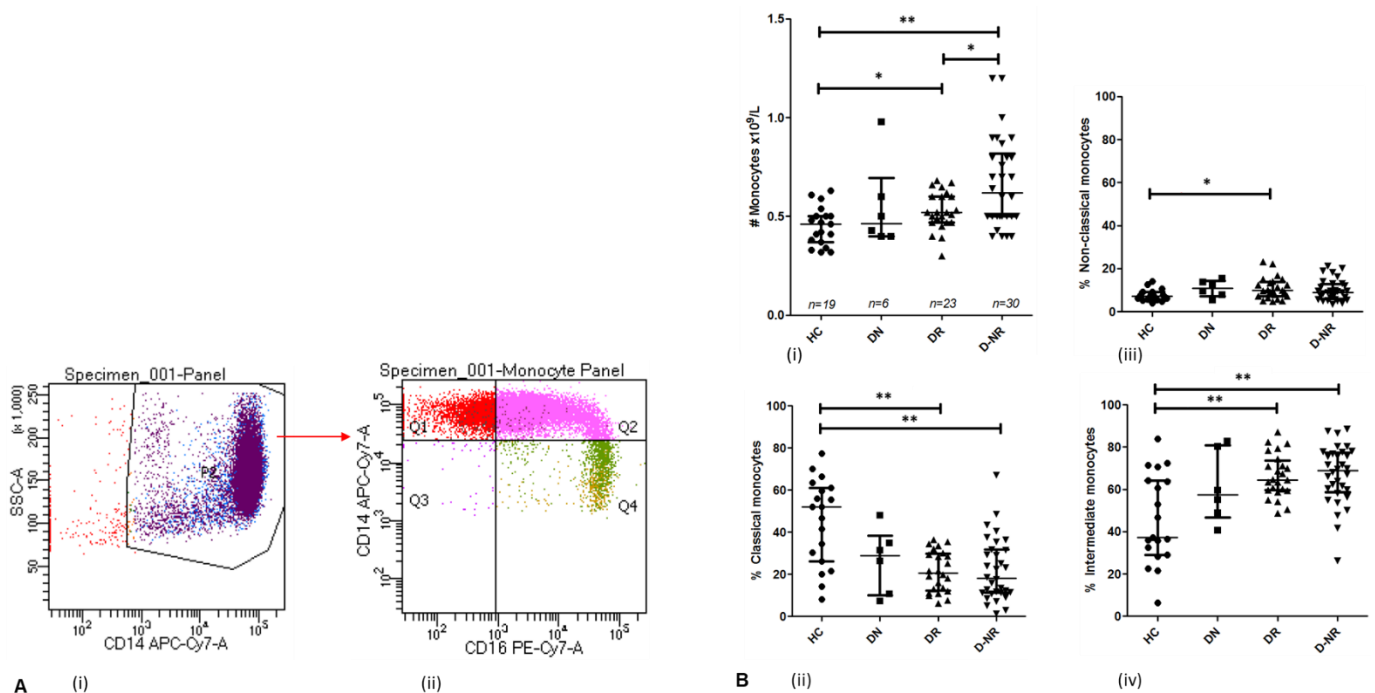 Specimen_001-Panel
SSC-A
(x 1,000)
250
200
150
100
50
P2
10² 10³ 10⁴ 10⁵
CD14 APC-Cy7-A
Specimen_001-Monocyte Panel
CD14 APC-Cy7-A
10⁵
10⁴
10³
10²
Q1 Q2
Q3 Q4
10² 10³ 10⁴ 10⁵
CD16 PE-Cy7-A
A (i) (ii)
# Monocytes x10⁹/L
1.5
1.0
0.5
0.0
**
*
*
n=19 n=6 n=23 n=30
HC DN DR D-NR
(i)
% Non-classical monocytes
100
80
60
40
20
0
*
HC DN DR D-NR
(iii)
% Classical monocytes
100
80
60
40
20
0
**
**
HC DN DR D-NR
B (ii)
% Intermediate monocytes
100
80
60
40
20
0
**
**
HC DN DR D-NR
(iv)